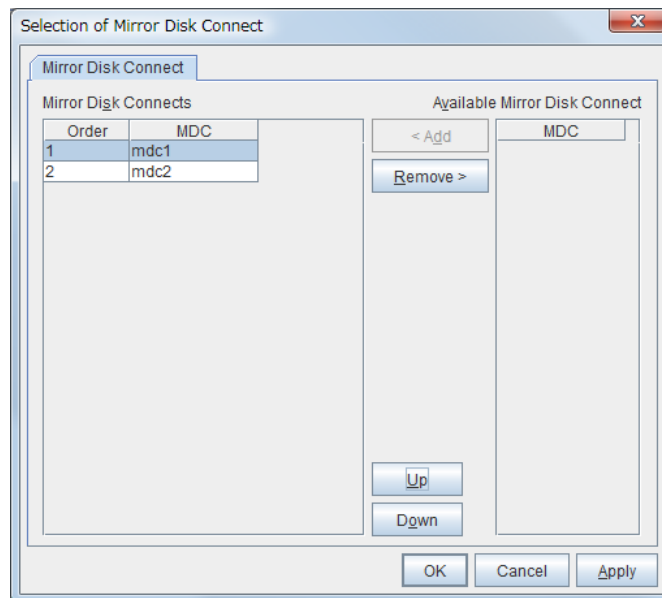 Selection of Mirror Disk Connect
X
Mirror Disk Connect
Mirror Disk Connects
Available Mirror Disk Connect
Order MDC
1 mdc1
2 mdc2
< Add
Remove >
MDC
Up
Down
OK Cancel Apply